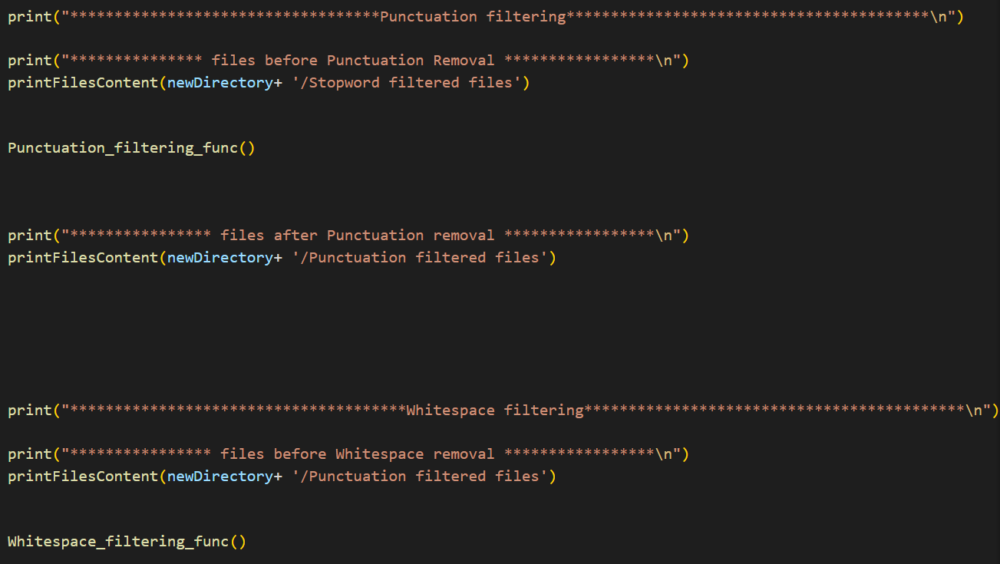 print("***********************************Punctuation filtering*****************************************\n")
print("*************** files before Punctuation Removal *****************\n")
printFilesContent(newDirectory+ '/Stopword filtered files')
Punctuation_filtering_func()
print("**************** files after Punctuation removal *****************\n")
printFilesContent(newDirectory+ '/Punctuation filtered files')
print("**************************************Whitespace filtering*******************************************\n")
print("**************** files before Whitespace removal *****************\n")
printFilesContent(newDirectory+ '/Punctuation filtered files')
Whitespace_filtering_func()